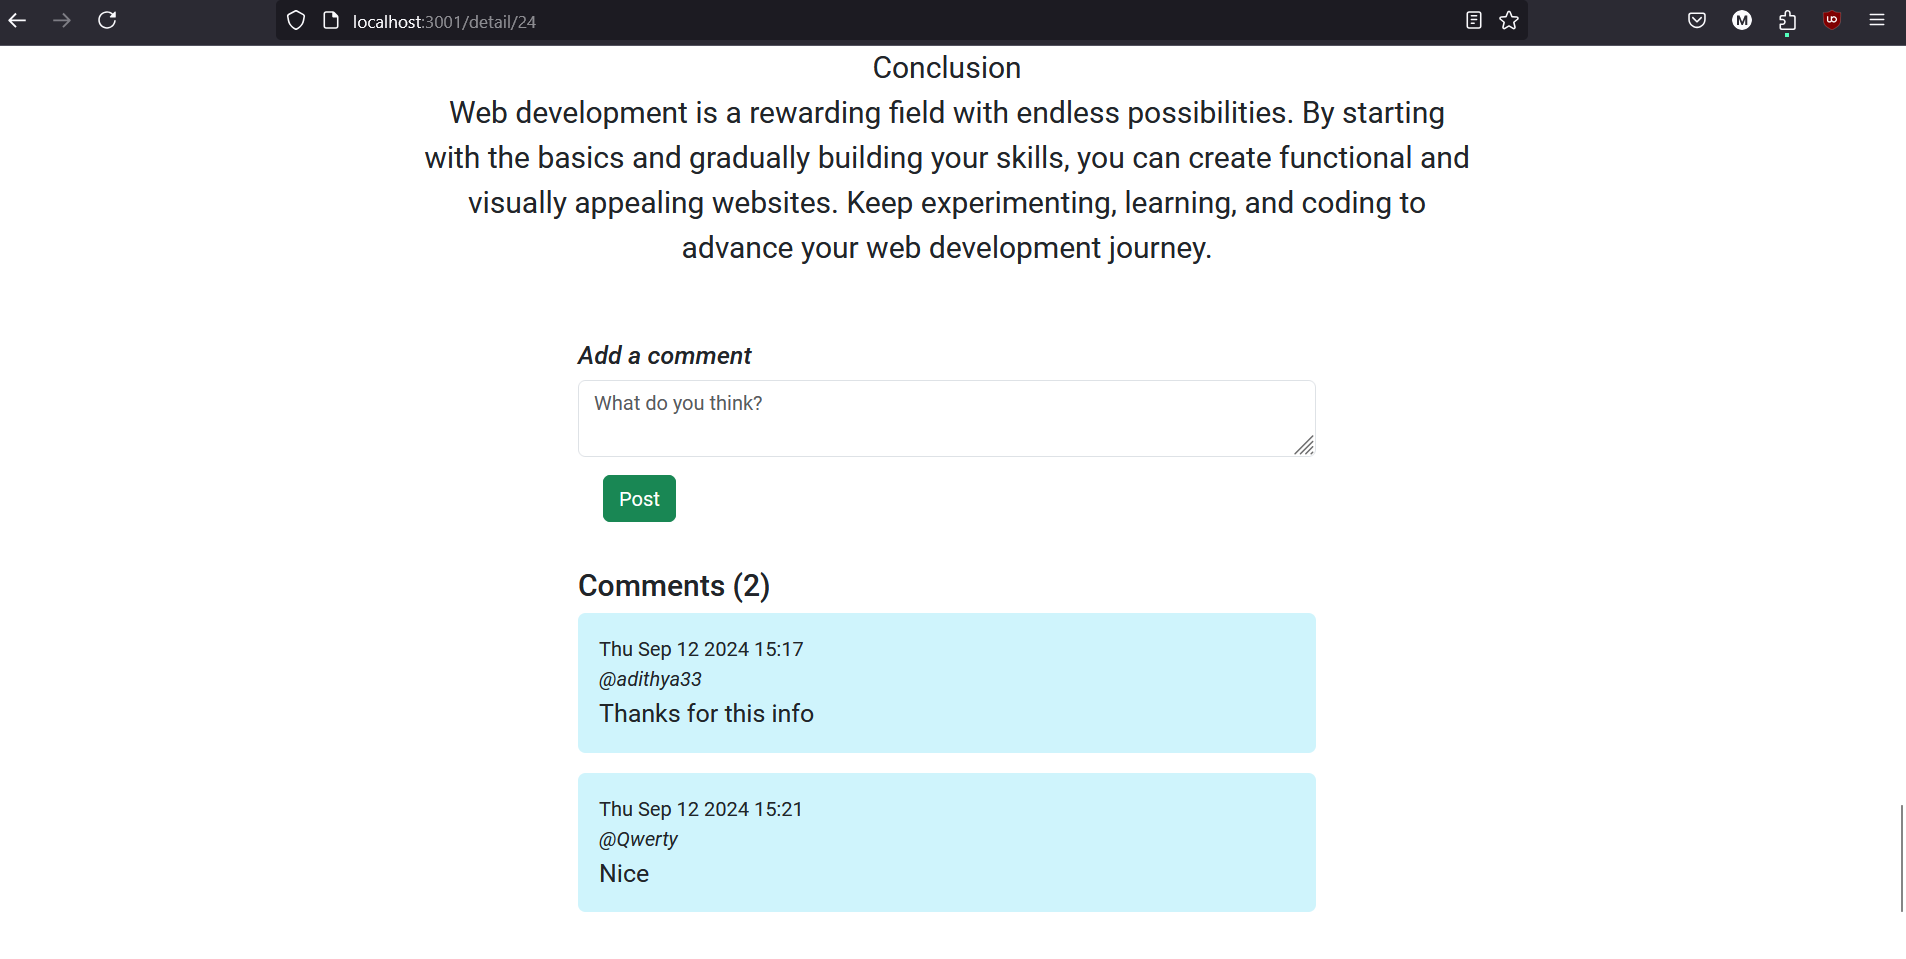 localhost:3001/detail/24
Conclusion
Web development is a rewarding field with endless possibilities. By starting
with the basics and gradually building your skills, you can create functional and
visually appealing websites. Keep experimenting, learning, and coding to
advance your web development journey.
Add a comment
What do you think?
Post
Comments (2)
Thu Sep 12 2024 15:17
@adithya33
Thanks for this info
Thu Sep 12 2024 15:21
@Qwerty
Nice